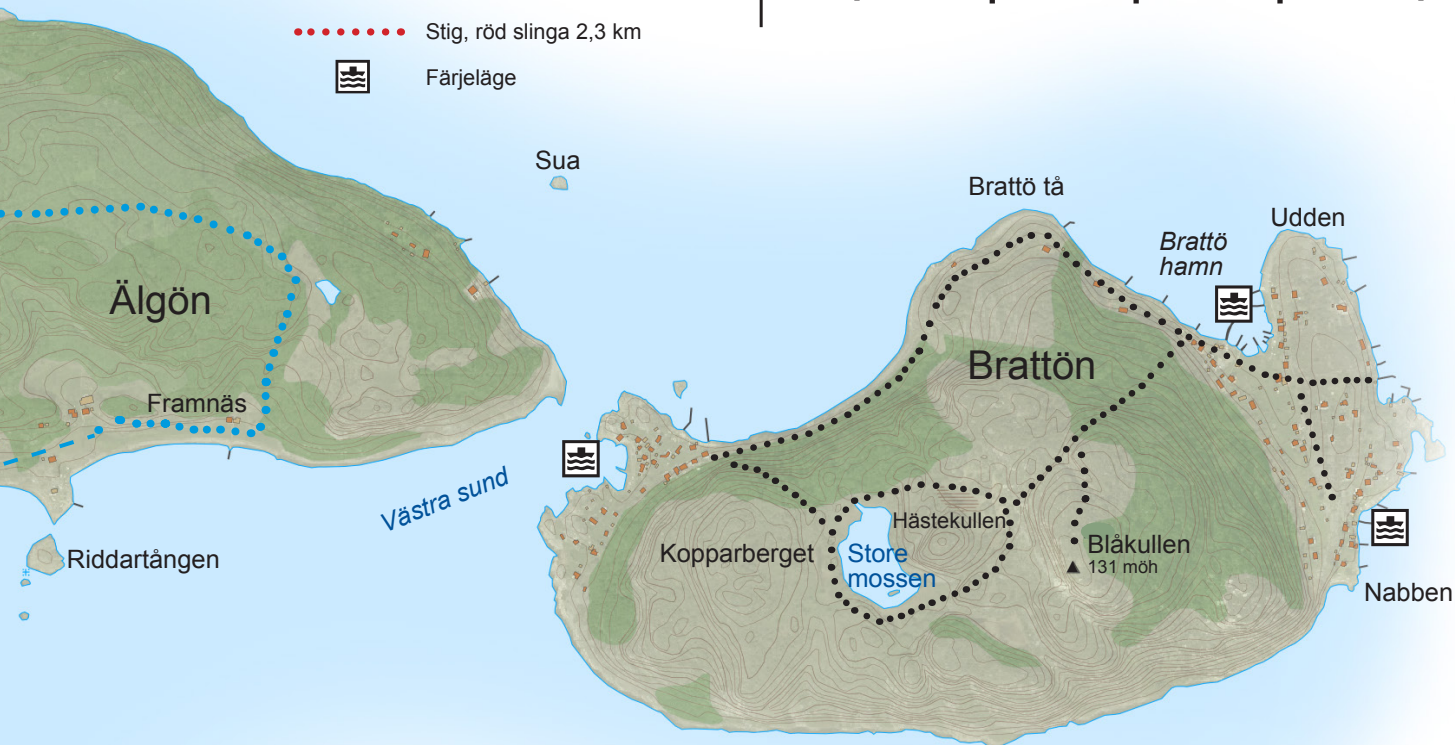 Stig, röd slinga 2,3 km
Färjeläge
Sua
Brattö tå
Udden
Brattö
hamn
Älgön
Brattön
Framnäs
Västra sund
Hästekullen
Kopparberget
Store
mossen
Blåkullen
131 möh
Riddartången
Nabben